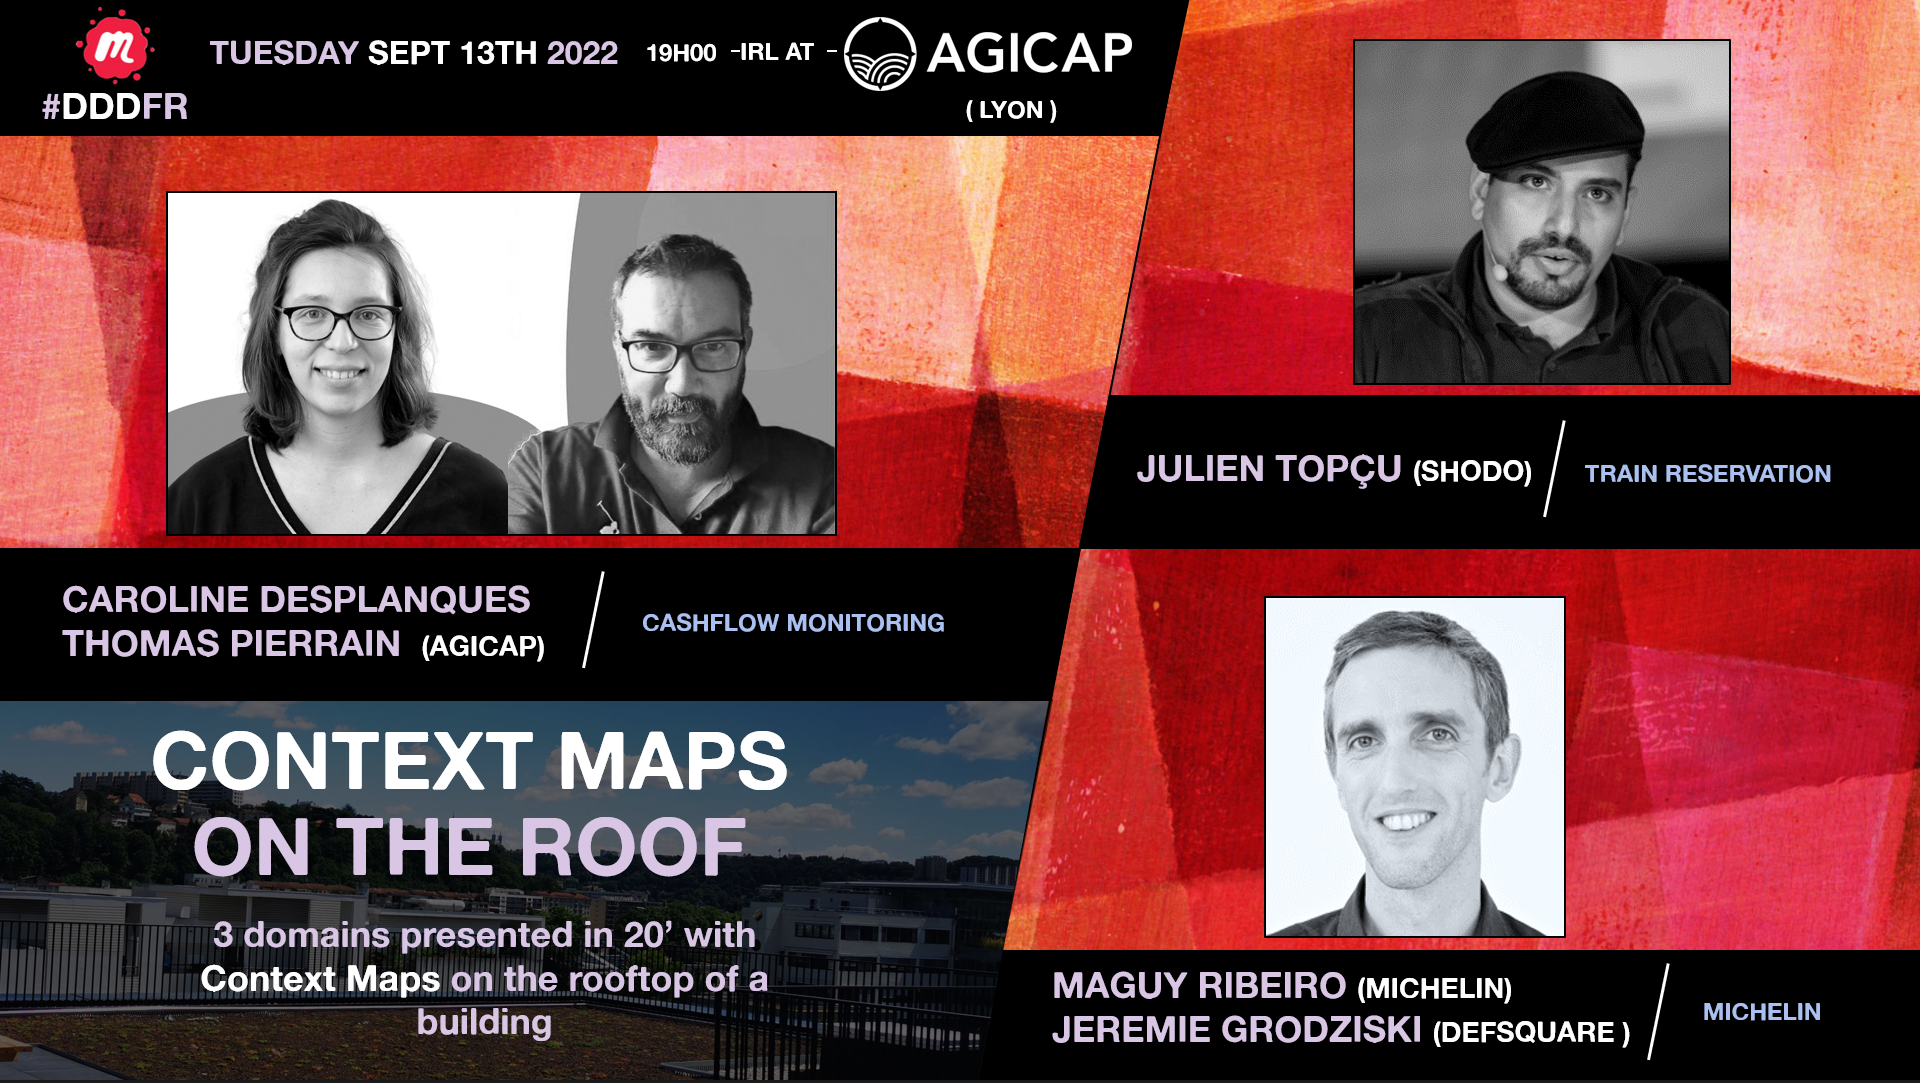 m
#DDDFR
TUESDAY SEPT 13TH 2022 19H00 -IRL AT - AGICAP
( LYON )
CAROLINE DESPLANQUES
THOMAS PIERRAIN (AGICAP)
CASHFLOW MONITORING
JULIEN TOPÇU (SHODO)
TRAIN RESERVATION
CONTEXT MAPS
ON THE ROOF
3 domains presented in 20’ with
Context Maps on the rooftop of a
building
MAGUY RIBEIRO (MICHELIN)
JEREMIE GRODZISKI (DEFSQUARE )
MICHELIN